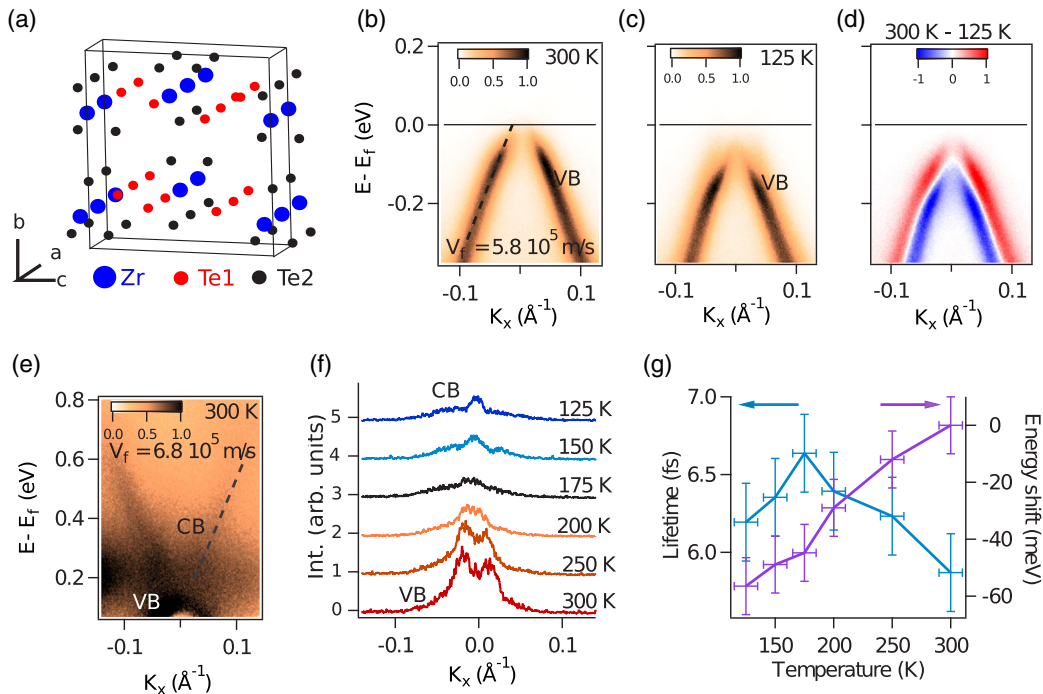 (a)
b
a
c
Zr
Te1
Te2
(b)
300 K
0.0 0.5 1.0
0.2
0.0
-0.2
E- E_f (eV)
VB
V_f = 5.8 10^5 m/s
-0.1 0.1
K_x (Å^-1)
(c)
125 K
0.0 0.5 1.0
VB
-0.1 0.1
K_x (Å^-1)
(d)
300 K - 125 K
-1 0 1
-0.1 0.1
K_x (Å^-1)
(e)
300 K
0.0 0.5 1.0
V_f = 6.8 10^5 m/s
0.8
0.6
0.4
0.2
E- E_f (eV)
CB
VB
-0.1 0.1
K_x (Å^-1)
(f)
CB
125 K
150 K
175 K
200 K
250 K
VB
300 K
5
4
3
2
1
0
Int. (arb. units)
-0.1 0.0 0.1
K_x (Å^-1)
(g)
7.0
6.5
6.0
Lifetime (fs)
0
-20
-40
-60
Energy shift (meV)
150 200 250 300
Temperature (K)